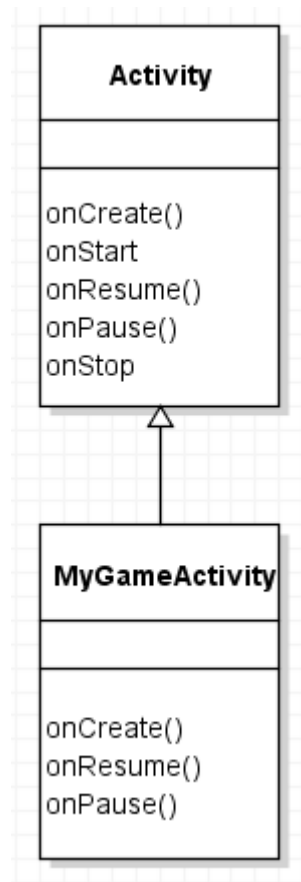 Activity
onCreate()
onStart
onResume()
onPause()
onStop
MyGameActivity
onCreate()
onResume()
onPause()